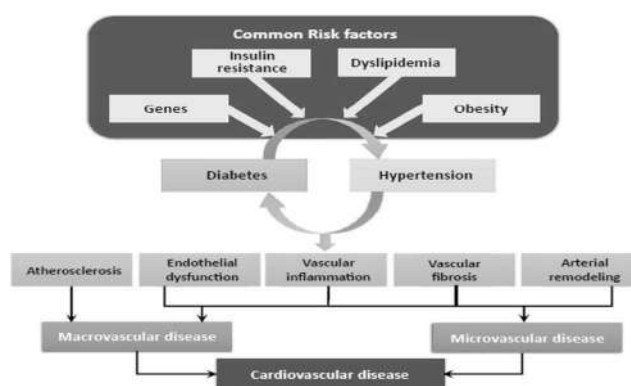 Common Risk factors
Insulin
resistance
Dyslipidemia
Genes
Obesity
Diabetes
Hypertension
Atherosclerosis
Endothelial
dysfunction
Vascular
inflammation
Vascular
fibrosis
Arterial
remodeling
Macrovascular disease
Microvascular disease
Cardiovascular disease